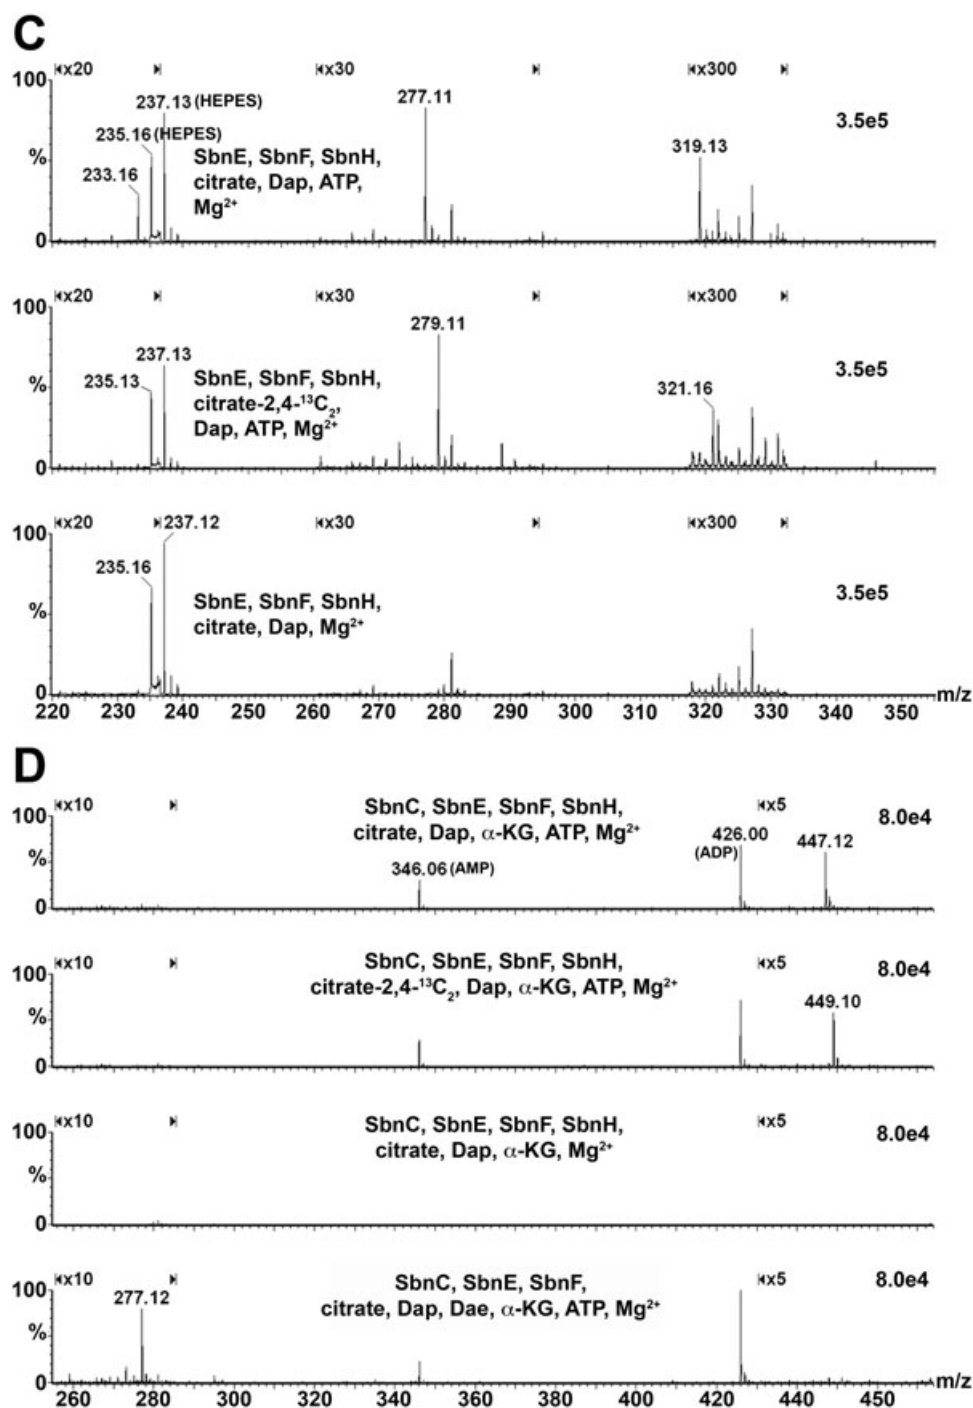 C
x20
x30
x300
100
237.13 (HEPES)
277.11
3.5e5
235.16 (HEPES)
319.13
%
SbnE, SbnF, SbnH,
233.16
citrate, Dap, ATP,
Mg²⁺
0
x20
x30
x300
100
279.11
237.13
3.5e5
235.13
SbnE, SbnF, SbnH,
%
321.16
citrate-2,4-¹³C₂,
Dap, ATP, Mg²⁺
0
x20
237.12
x30
x300
100
235.16
3.5e5
SbnE, SbnF, SbnH,
%
citrate, Dap, Mg²⁺
0
m/z
220 230 240 250 260 270 280 290 300 310 320 330 340 350
D
x10
SbnC, SbnE, SbnF, SbnH,
x5
8.0e4
100
citrate, Dap, α-KG, ATP, Mg²⁺
426.00
(ADP)
447.12
%
346.06 (AMP)
0
x10
SbnC, SbnE, SbnF, SbnH,
x5
8.0e4
100
citrate-2,4-¹³C₂, Dap, α-KG, ATP, Mg²⁺
449.10
%
0
x10
SbnC, SbnE, SbnF, SbnH,
x5
8.0e4
100
citrate, Dap, α-KG, Mg²⁺
%
0
x10
SbnC, SbnE, SbnF,
x5
8.0e4
100
277.12
citrate, Dap, Dae, α-KG, ATP, Mg²⁺
%
0
m/z
260 280 300 320 340 360 380 400 420 440 450